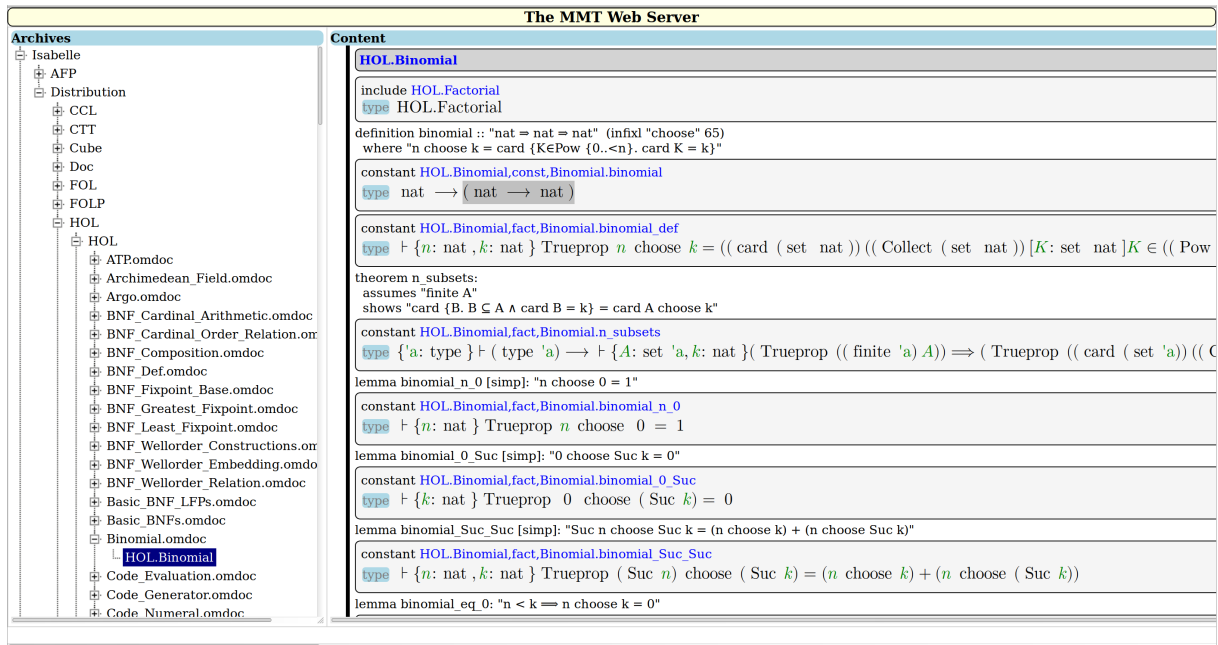 The MMT Web Server
Archives
Isabelle
AFP
Distribution
CCL
CTT
Cube
Doc
FOL
FOLP
HOL
HOL
ATP.omdoc
Archimedean_Field.omdoc
Argo.omdoc
BNF_Cardinal_Arithmetic.omdoc
BNF_Cardinal_Order_Relation.om
BNF_Composition.omdoc
BNF_Def.omdoc
BNF_Fixpoint_Base.omdoc
BNF_Greatest_Fixpoint.omdoc
BNF_Least_Fixpoint.omdoc
BNF_Wellorder_Constructions.om
BNF_Wellorder_Embedding.omdo
BNF_Wellorder_Relation.omdoc
Basic_BNF_LFPs.omdoc
Basic_BNFs.omdoc
Binomial.omdoc
HOL.Binomial
Code_Evaluation.omdoc
Code_Generator.omdoc
Code_Numeral.omdoc
Content
HOL.Binomial
include HOL.Factorial
type HOL.Factorial
definition binomial :: "nat ⇒ nat ⇒ nat" (infixl "choose" 65)
where "n choose k = card {K∈Pow {0..<n}. card K = k}"
constant HOL.Binomial,const,Binomial.binomial
type nat ⟶ ( nat ⟶ nat )
constant HOL.Binomial,fact,Binomial.binomial_def
type ⊢ {n: nat , k: nat } Trueprop n choose k = (( card ( set nat )) (( Collect ( set nat )) [K: set nat ]K ∈ (( Pow
theorem n_subsets:
assumes "finite A"
shows "card {B. B ⊆ A ∧ card B = k} = card A choose k"
constant HOL.Binomial,fact,Binomial.n_subsets
type {'a: type } ⊢ ( type 'a) ⟶ ⊢ {A: set 'a, k: nat }( Trueprop (( finite 'a) A)) ⟹ ( Trueprop (( card ( set 'a)) (( C
lemma binomial_n_0 [simp]: "n choose 0 = 1"
constant HOL.Binomial,fact,Binomial.binomial_n_0
type ⊢ {n: nat } Trueprop n choose 0 = 1
lemma binomial_0_Suc [simp]: "0 choose Suc k = 0"
constant HOL.Binomial,fact,Binomial.binomial_0_Suc
type ⊢ {k: nat } Trueprop 0 choose ( Suc k) = 0
lemma binomial_Suc_Suc [simp]: "Suc n choose Suc k = (n choose k) + (n choose Suc k)"
constant HOL.Binomial,fact,Binomial.binomial_Suc_Suc
type ⊢ {n: nat , k: nat } Trueprop ( Suc n) choose ( Suc k) = (n choose k) + (n choose ( Suc k))
lemma binomial_eq_0: "n < k ⟹ n choose k = 0"